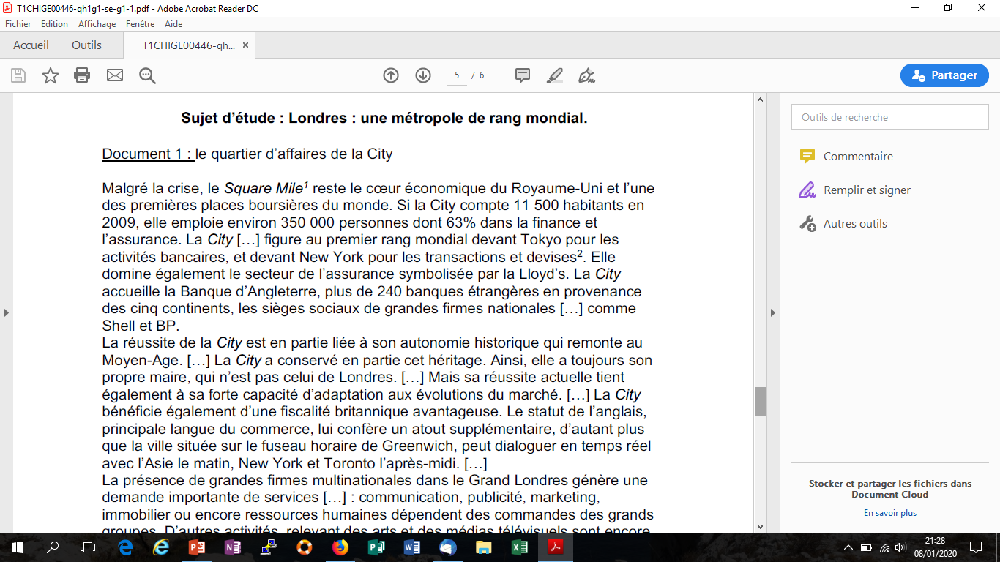 T1CHIGE00446-qh1g1-se-g1-1.pdf - Adobe Acrobat Reader DC
Fichier Edition Affichage Fenêtre Aide
Accueil Outils T1CHIGE00446-qh... ×
5 / 6
Partager
Sujet d'étude : Londres : une métropole de rang mondial.
Document 1 : le quartier d'affaires de la City
Malgré la crise, le Square Mile1 reste le cœur économique du Royaume-Uni et l'une
des premières places boursières du monde. Si la City compte 11 500 habitants en
2009, elle emploie environ 350 000 personnes dont 63% dans la finance et
l'assurance. La City […] figure au premier rang mondial devant Tokyo pour les
activités bancaires, et devant New York pour les transactions et devises2. Elle
domine également le secteur de l'assurance symbolisée par la Lloyd's. La City
accueille la Banque d'Angleterre, plus de 240 banques étrangères en provenance
des cinq continents, les sièges sociaux de grandes firmes nationales […] comme
Shell et BP.
La réussite de la City est en partie liée à son autonomie historique qui remonte au
Moyen-Age. […] La City a conservé en partie cet héritage. Ainsi, elle a toujours son
propre maire, qui n'est pas celui de Londres. […] Mais sa réussite actuelle tient
également à sa forte capacité d'adaptation aux évolutions du marché. […] La City
bénéficie également d'une fiscalité britannique avantageuse. Le statut de l'anglais,
principale langue du commerce, lui confère un atout supplémentaire, d'autant plus
que la ville située sur le fuseau horaire de Greenwich, peut dialoguer en temps réel
avec l'Asie le matin, New York et Toronto l'après-midi. […]
La présence de grandes firmes multinationales dans le Grand Londres génère une
demande importante de services […] : communication, publicité, marketing,
immobilier ou encore ressources humaines dépendent des commandes des grands
groupes. D'autres activités, relevant des arts et des médias télévisuels sont encore
Outils de recherche
Commentaire
Remplir et signer
Autres outils
Stocker et partager les fichiers dans
Document Cloud
En savoir plus
21:28
08/01/2020